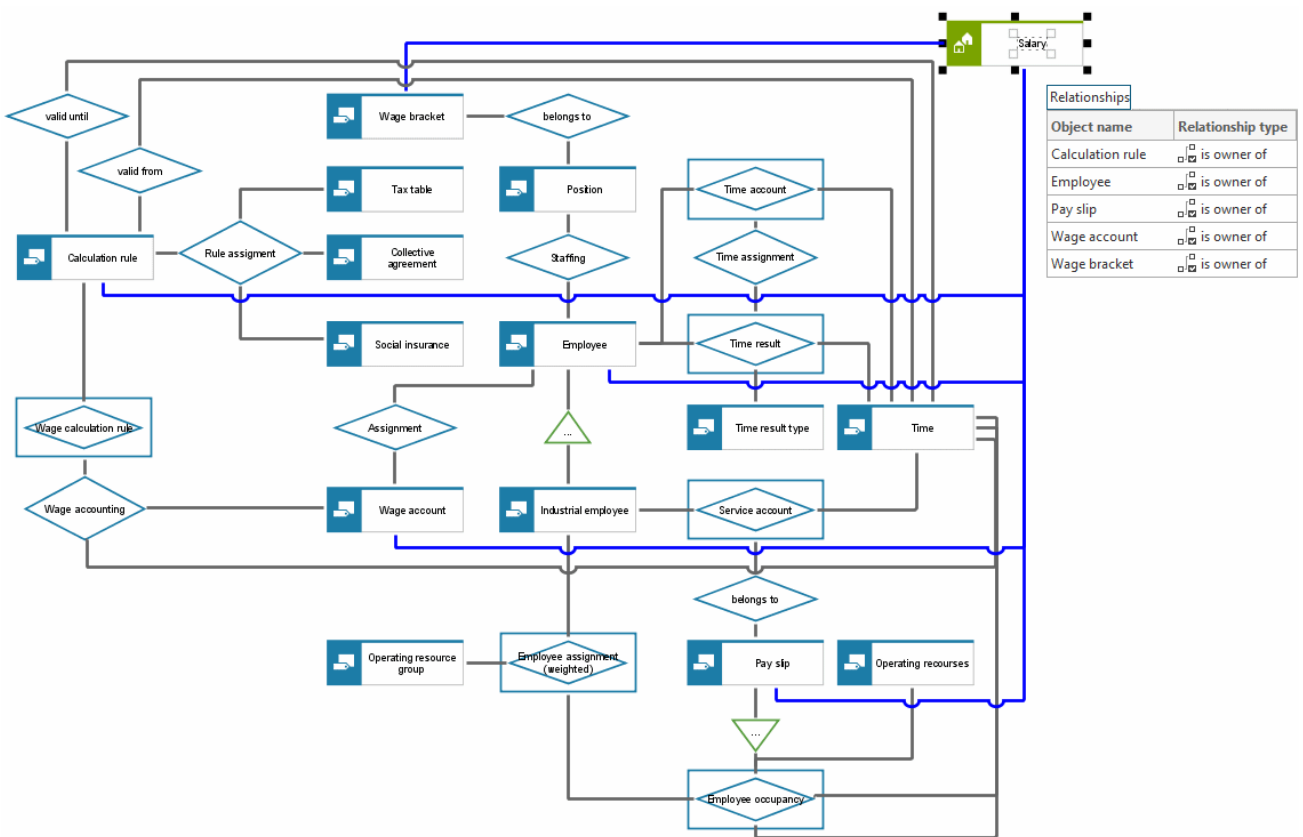 Salary
Relationships
Object name Relationship type
Calculation rule is owner of
Employee is owner of
Pay slip is owner of
Wage account is owner of
Wage bracket is owner of
valid until
Wage bracket
belongs to
valid from
Tax table
Position
Time account
Calculation rule
Rule assigment
Collective
agreement
Staffing
Time assignment
Social insurance
Employee
Time result
Wage calculation rule
Assignment
...
Time result type
Time
Wage accounting
Wage account
Industrial employee
Service account
belongs to
Operating resource
group
Employee assignment
(weighted)
Pay slip
Operating recourses
...
Employee occupancy